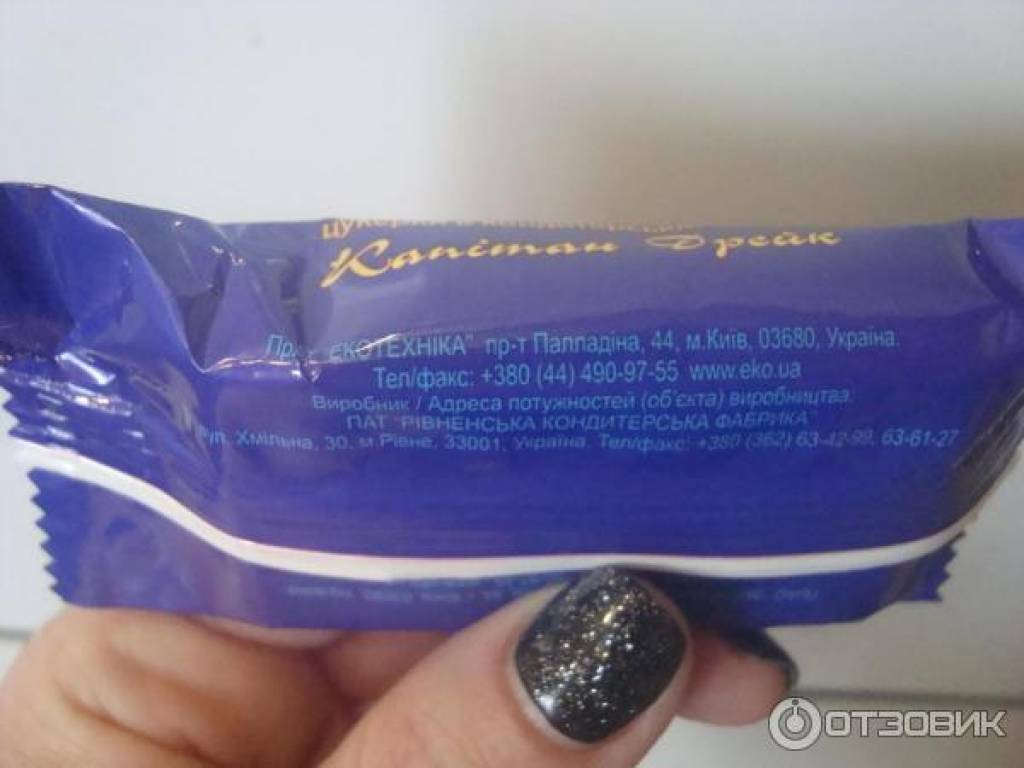 Капітан Дрейк
ЕКОТЕХНІКА" пр-т Палладіна, 44, м.Київ, 03680, Україна.
Тел/факс: +380 (44) 490-97-55 www.eko.ua
Виробник / Адреса потужностей (об'єкта) виробництва:
ПАТ "РІВНЕНСЬКА КОНДИТЕРСЬКА ФАБРИКА"
вул. Хмільна, 30, м.Рівне, 33001, Україна. Тел/факс: +380 (362) 63-42-99, 63-61-27
ОТЗОВИК